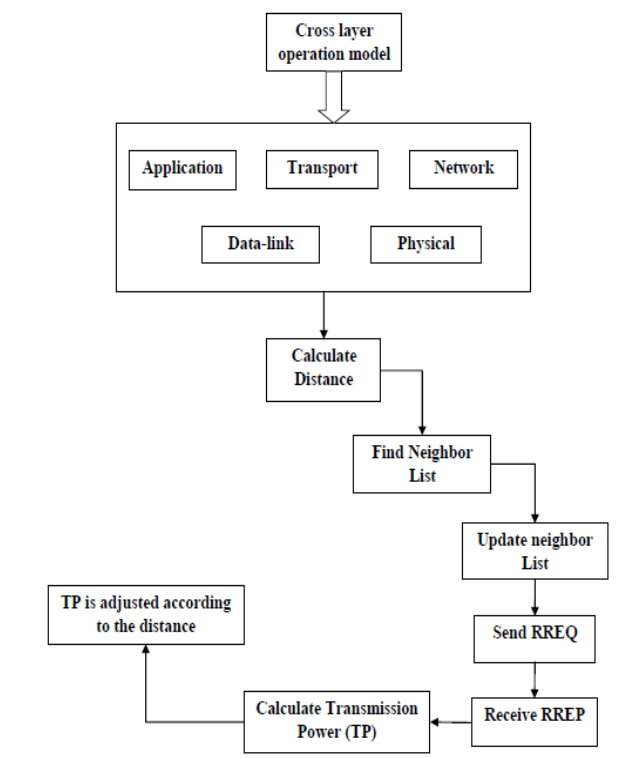 Cross layer
operation model
Application
Transport
Network
Data-link
Physical
Calculate
Distance
Find Neighbor
List
Update neighbor
List
Send RREQ
Receive RREP
Calculate Transmission
Power (TP)
TP is adjusted according
to the distance